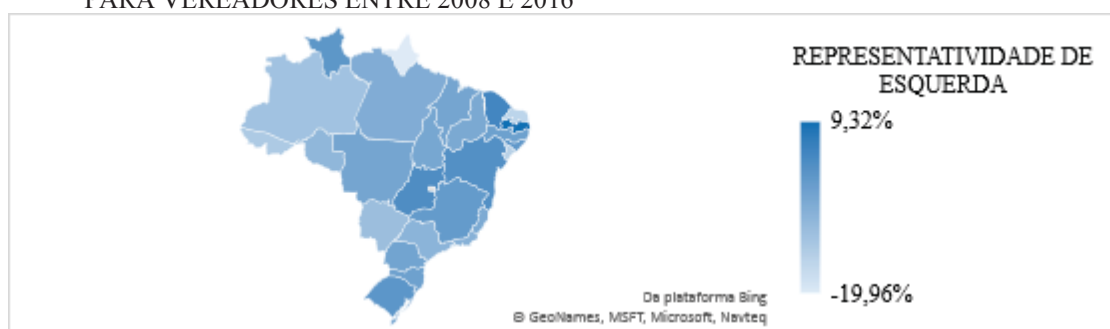 PARA VEREADORES ENTRE 2008 E 2016
REPRESENTATIVIDADE DE
ESQUERDA
9,32%
-19,96%
Da plataforma Bing
© GeoNames, MSFT, Microsoft, Navteq